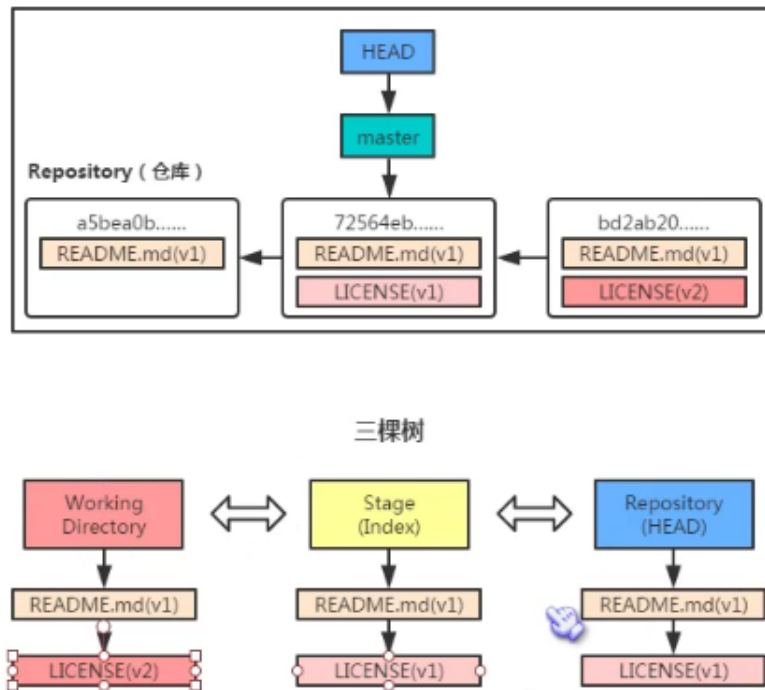 HEAD
master
Repository（仓库）
a5bea0b......
README.md(v1)
72564eb......
README.md(v1)
LICENSE(v1)
bd2ab20......
README.md(v1)
LICENSE(v2)
三棵树
Working
Directory
Stage
(Index)
Repository
(HEAD)
README.md(v1)
README.md(v1)
README.md(v1)
LICENSE(v2)
LICENSE(v1)
LICENSE(v1)